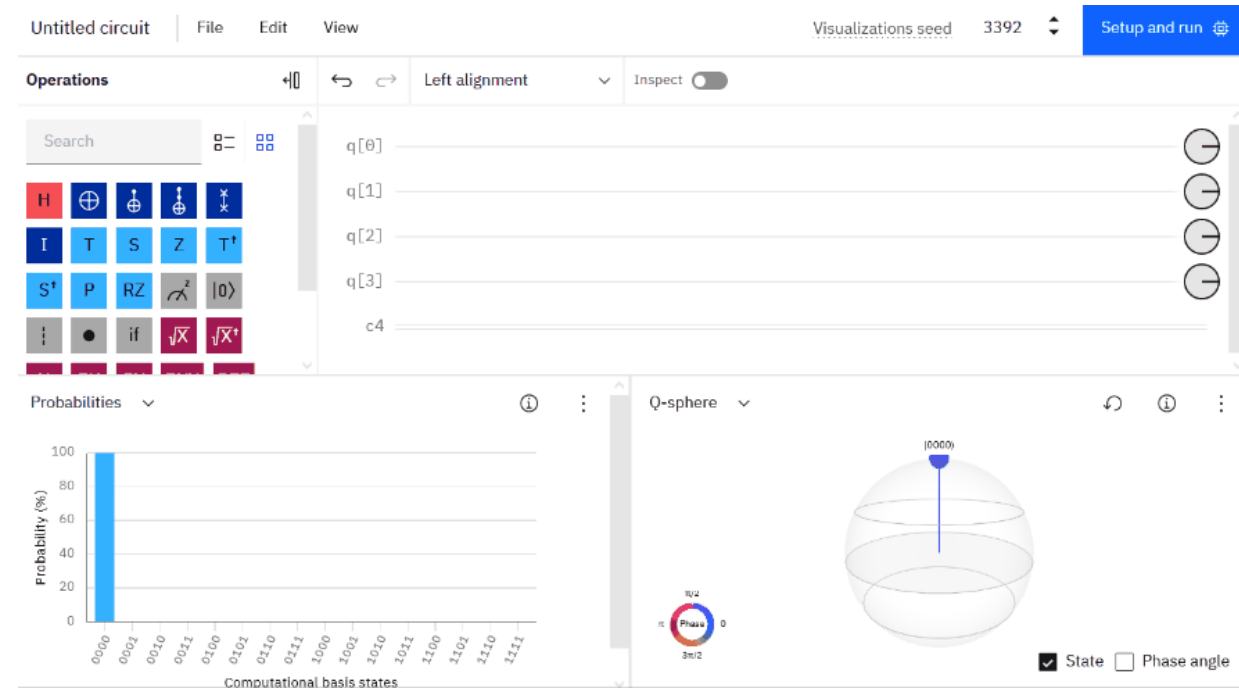 Untitled circuit File Edit View Visualizations seed 3392 Setup and run
Operations Left alignment Inspect
Search
q[0]
q[1]
q[2]
q[3]
c4
H
I T S Z T†
S† P RZ z |0⟩
if √X √X†
Probabilities
100
80
60
40
20
0
Probability (%)
0000 0001 0010 0011 0100 0101 0110 0111 1000 1001 1010 1011 1100 1101 1110 1111
Computational basis states
Q-sphere
|0000⟩
π/2
π Phase 0
3π/2
State Phase angle